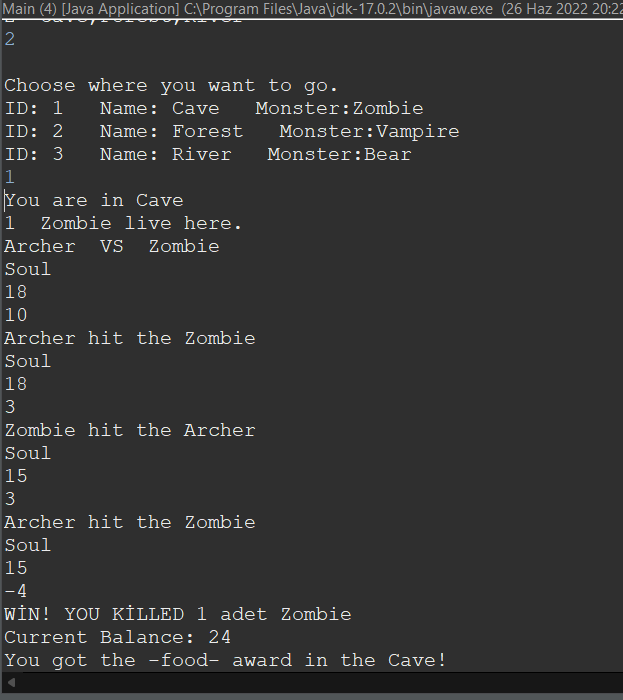 Main (4) [Java Application] C:\Program Files\Java\jdk-17.0.2\bin\javaw.exe (26 Haz 2022 20:22
2
Choose where you want to go.
ID: 1   Name: Cave   Monster:Zombie
ID: 2   Name: Forest   Monster:Vampire
ID: 3   Name: River   Monster:Bear
1
You are in Cave
1  Zombie live here.
Archer  VS  Zombie
Soul
18
10
Archer hit the Zombie
Soul
18
3
Zombie hit the Archer
Soul
15
3
Archer hit the Zombie
Soul
15
-4
WİN! YOU KİLLED 1 adet Zombie
Current Balance: 24
You got the -food- award in the Cave!